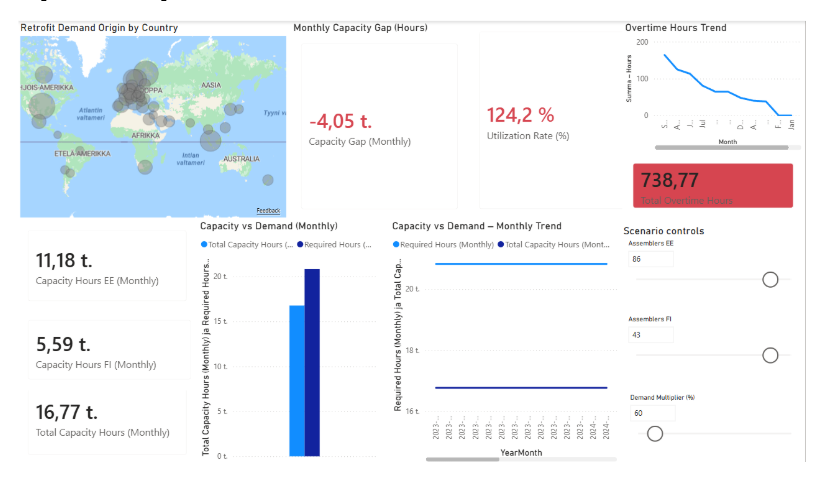 Retrofit Demand Origin by Country
JOIS-AMERIKKA
OPPA
AASIA
Atlantin
valtameri
Tyyni v
AFRIKKA
ETELÄ-AMERIKKA
Intian
valtameri
AUSTRALIA
Feedback
Monthly Capacity Gap (Hours)
-4,05 t.
Capacity Gap (Monthly)
124,2 %
Utilization Rate (%)
Overtime Hours Trend
Summa – Hours
200
100
0
S...
A...
J...
Jul
...
...
D...
A...
...
F...
Jan
Month
738,77
Total Overtime Hours
11,18 t.
Capacity Hours EE (Monthly)
5,59 t.
Capacity Hours FI (Monthly)
16,77 t.
Total Capacity Hours (Monthly)
Capacity vs Demand (Monthly)
Total Capacity Hours (... Required Hours (...
Total Capacity Hours (Monthly) ja Required Hours...
20 t.
15 t.
10 t.
5 t.
0 t.
Capacity vs Demand – Monthly Trend
Required Hours (Monthly) Total Capacity Hours (Mont...
Required Hours (Monthly) ja Total Cap...
20 t.
18 t.
16 t.
2023-...
2023-...
2023-...
2023-...
2023-...
2023-...
2023-...
2023-...
2023-...
2023-...
2023-...
2023-...
2024-...
2024-...
YearMonth
Scenario controls
Assemblers EE
86
Assemblers FI
43
Demand Multiplier (%)
60